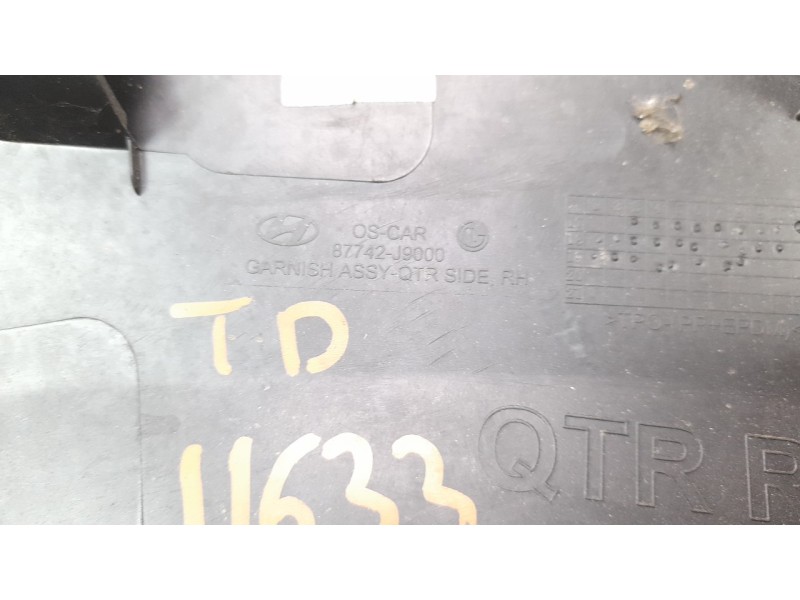 OS-CAR
87742-J9000
GARNISH ASSY-QTR SIDE, RH
TD
11633
QTR